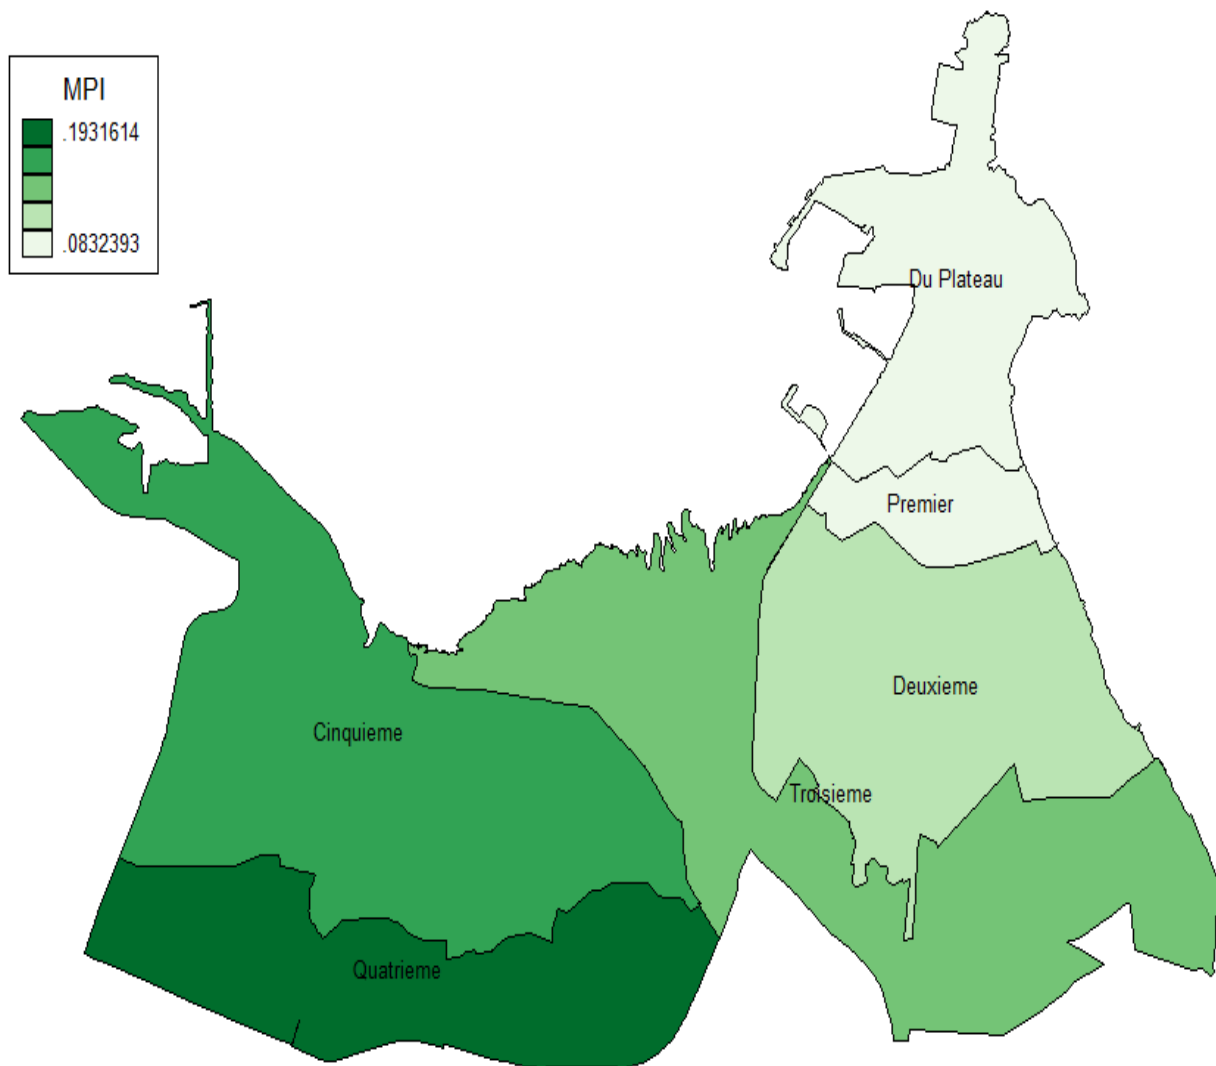 MPI
.1931614
.0832393
Du Plateau
Premier
Deuxieme
Cinquieme
Troisieme
Quatrieme